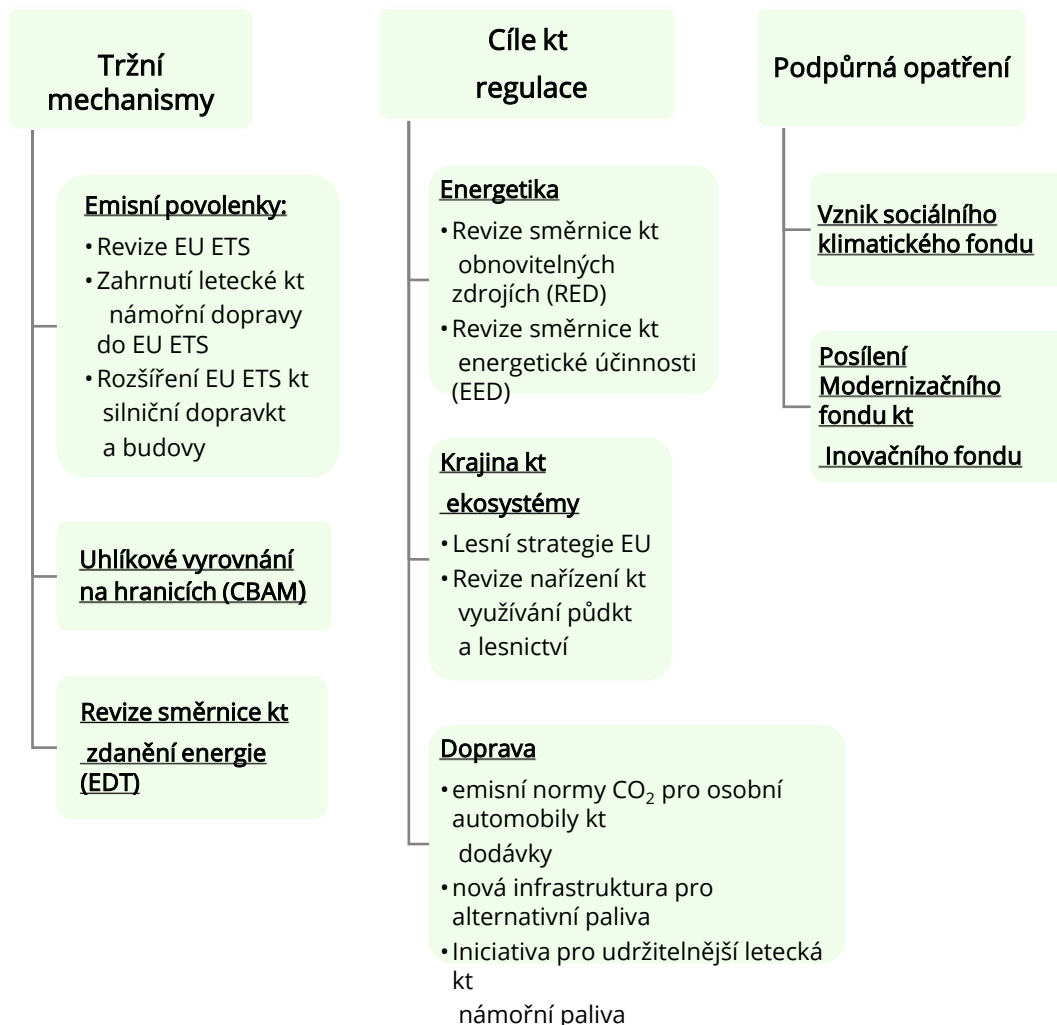 Tržní
mechanismy
Emisní povolenky:
•Revize EU ETS
•Zahrnutí letecké kt
námořní dopravy
do EU ETS
•Rozšíření EU ETS kt
silniční dopravkt
a budovy
Uhlíkové vyrovnání
na hranicích (CBAM)
Revize směrnice kt
zdanění energie
(EDT)
Cíle kt
regulace
Energetika
•Revize směrnice kt
obnovitelných
zdrojích (RED)
•Revize směrnice kt
energetické účinnosti
(EED)
Krajina kt
ekosystémy
•Lesní strategie EU
•Revize nařízení kt
využívání půdkt
a lesnictví
Doprava
•emisní normy CO₂ pro osobní
automobily kt
dodávky
•nová infrastruktura pro
alternativní paliva
•Iniciativa pro udržitelnější letecká
kt
námořní paliva
Podpůrná opatření
Vznik sociálního
klimatického fondu
Posílení
Modernizačního
fondu kt
Inovačního fondu